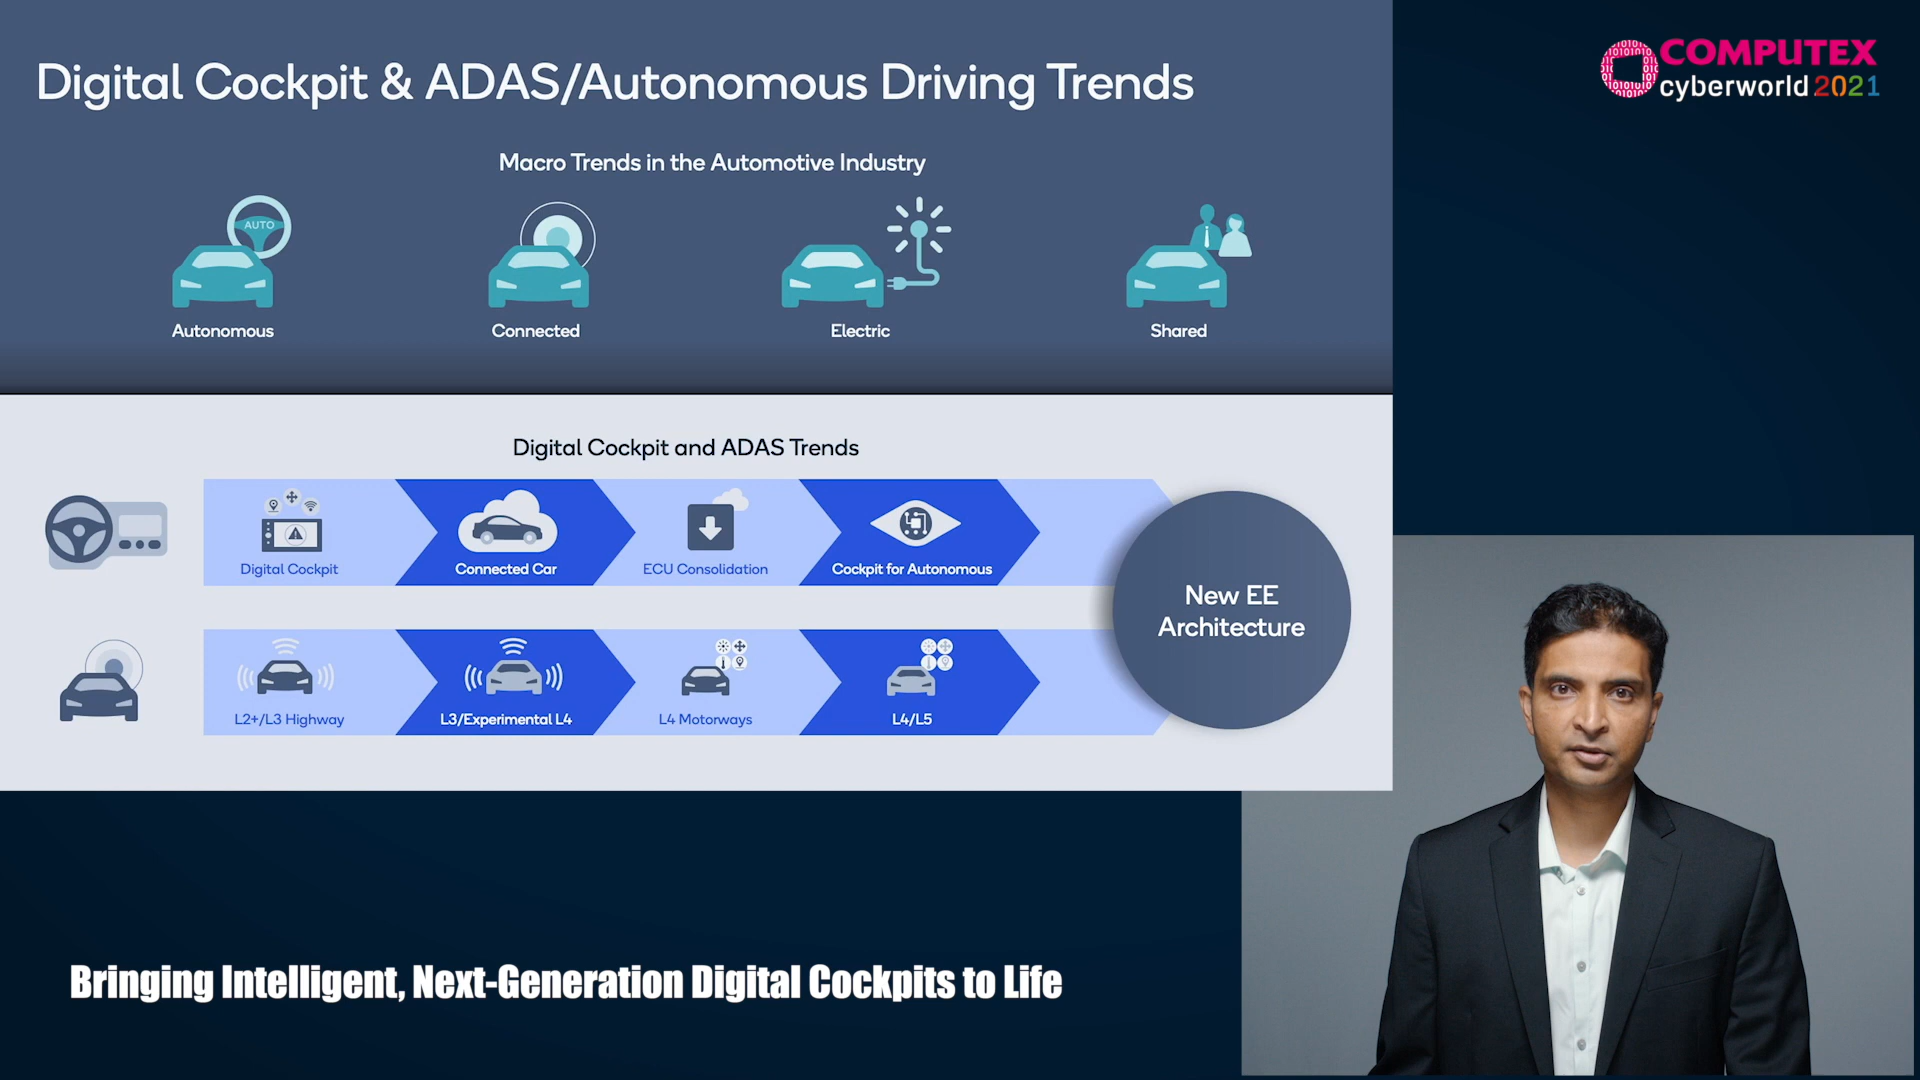 Digital Cockpit & ADAS/Autonomous Driving Trends
COMPUTEX
cyberworld 2021
Macro Trends in the Automotive Industry
AUTO
Autonomous
Connected
Electric
Shared
Digital Cockpit and ADAS Trends
Digital Cockpit
Connected Car
ECU Consolidation
Cockpit for Autonomous
L2+/L3 Highway
L3/Experimental L4
L4 Motorways
L4/L5
New EE
Architecture
Bringing Intelligent, Next-Generation Digital Cockpits to Life